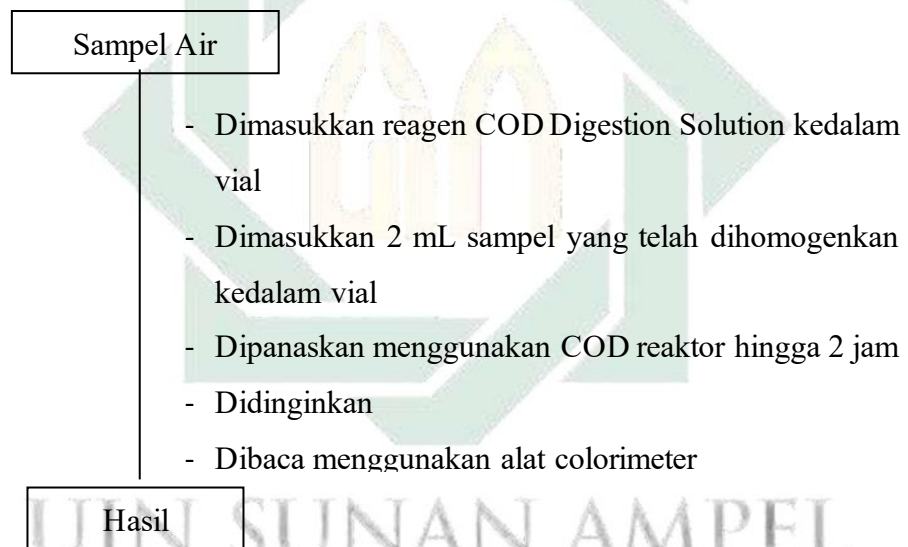 Sampel Air
- Dimasukkan reagen COD Digestion Solution kedalam
vial
- Dimasukkan 2 mL sampel yang telah dihomogenkan
kedalam vial
- Dipanaskan menggunakan COD reaktor hingga 2 jam
- Didinginkan
- Dibaca menggunakan alat colorimeter
Hasil
UIN SUNAN AMPEL